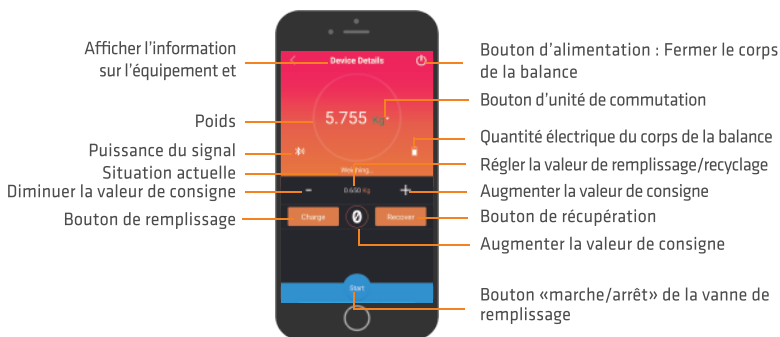 Afficher l'information
sur l'équipement et
Poids
Puissance du signal
Situation actuelle
Diminuer la valeur de consigne
Bouton de remplissage
Device Details
5.755 Kg
Weighing...
0.650 Kg
Charge
0
Recover
Start
Bouton d'alimentation : Fermer le corps
de la balance
Bouton d'unité de commutation
Quantité électrique du corps de la balance
Régler la valeur de remplissage/recyclage
Augmenter la valeur de consigne
Bouton de récupération
Augmenter la valeur de consigne
Bouton «marche/arrêt» de la vanne de
remplissage